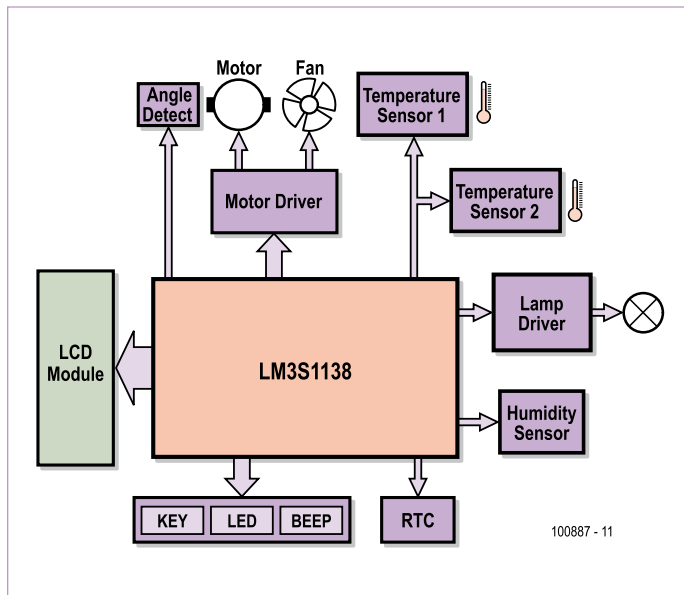 Motor
Fan
Angle
Detect
Temperature
Sensor 1
Motor Driver
Temperature
Sensor 2
LCD
Module
LM3S1138
Lamp
Driver
Humidity
Sensor
KEY
LED
BEEP
RTC
100887 - 11